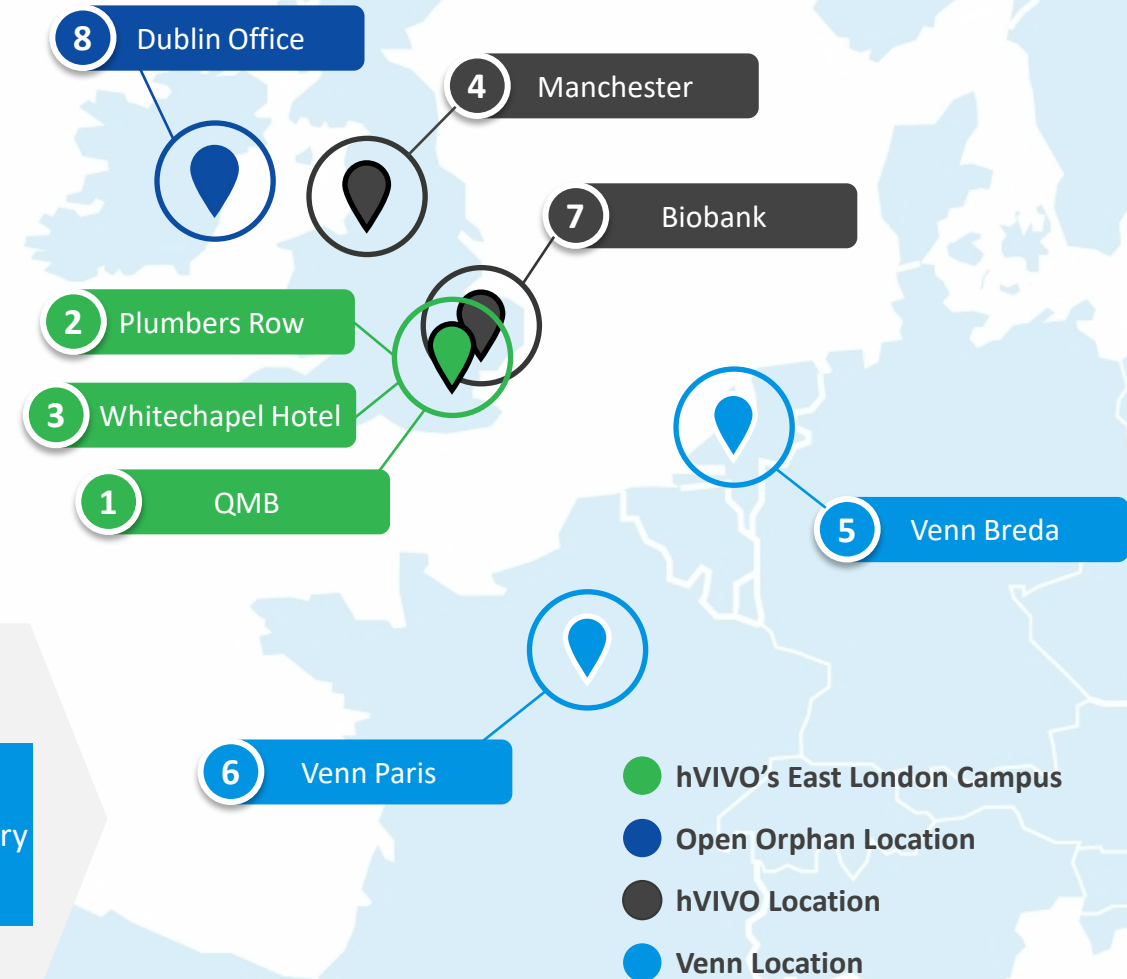 8 Dublin Office
4 Manchester
7 Biobank
2 Plumbers Row
3 Whitechapel Hotel
1 QMB
5 Venn Breda
6 Venn Paris
ry
hVIVO's East London Campus
Open Orphan Location
hVIVO Location
Venn Location